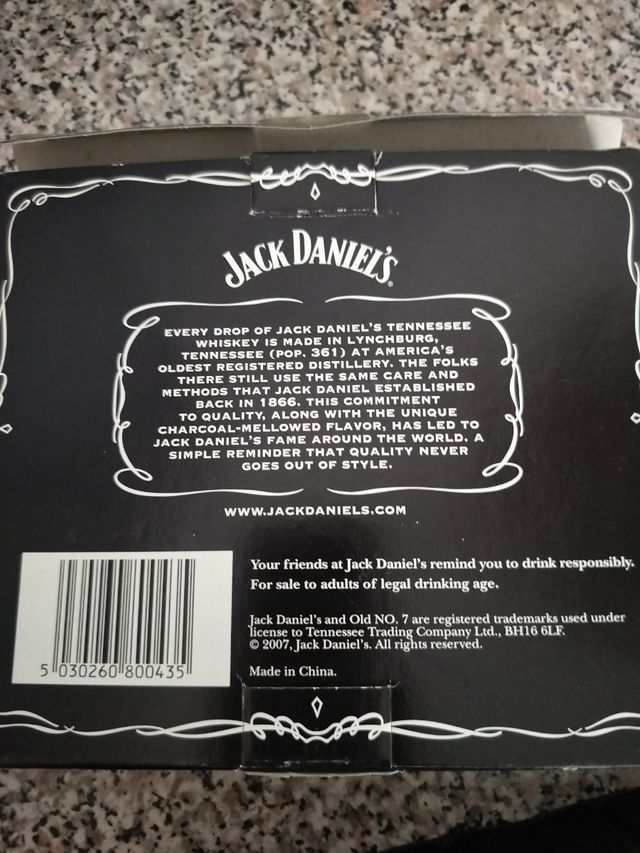 JACK DANIEL'S
EVERY DROP OF JACK DANIEL'S TENNESSEE
WHISKEY IS MADE IN LYNCHBURG,
TENNESSEE (POP. 361) AT AMERICA'S
OLDEST REGISTERED DISTILLERY. THE FOLKS
THERE STILL USE THE SAME CARE AND
METHODS THAT JACK DANIEL ESTABLISHED
BACK IN 1866. THIS COMMITMENT
TO QUALITY, ALONG WITH THE UNIQUE
CHARCOAL-MELLOWED FLAVOR, HAS LED TO
JACK DANIEL'S FAME AROUND THE WORLD. A
SIMPLE REMINDER THAT QUALITY NEVER
GOES OUT OF STYLE.
WWW.JACKDANIELS.COM
Your friends at Jack Daniel's remind you to drink responsibly.
For sale to adults of legal drinking age.
Jack Daniel's and Old NO. 7 are registered trademarks used under
license to Tennessee Trading Company Ltd., BH16 6LF.
© 2007, Jack Daniel's. All rights reserved.
Made in China.
5 030260 800435